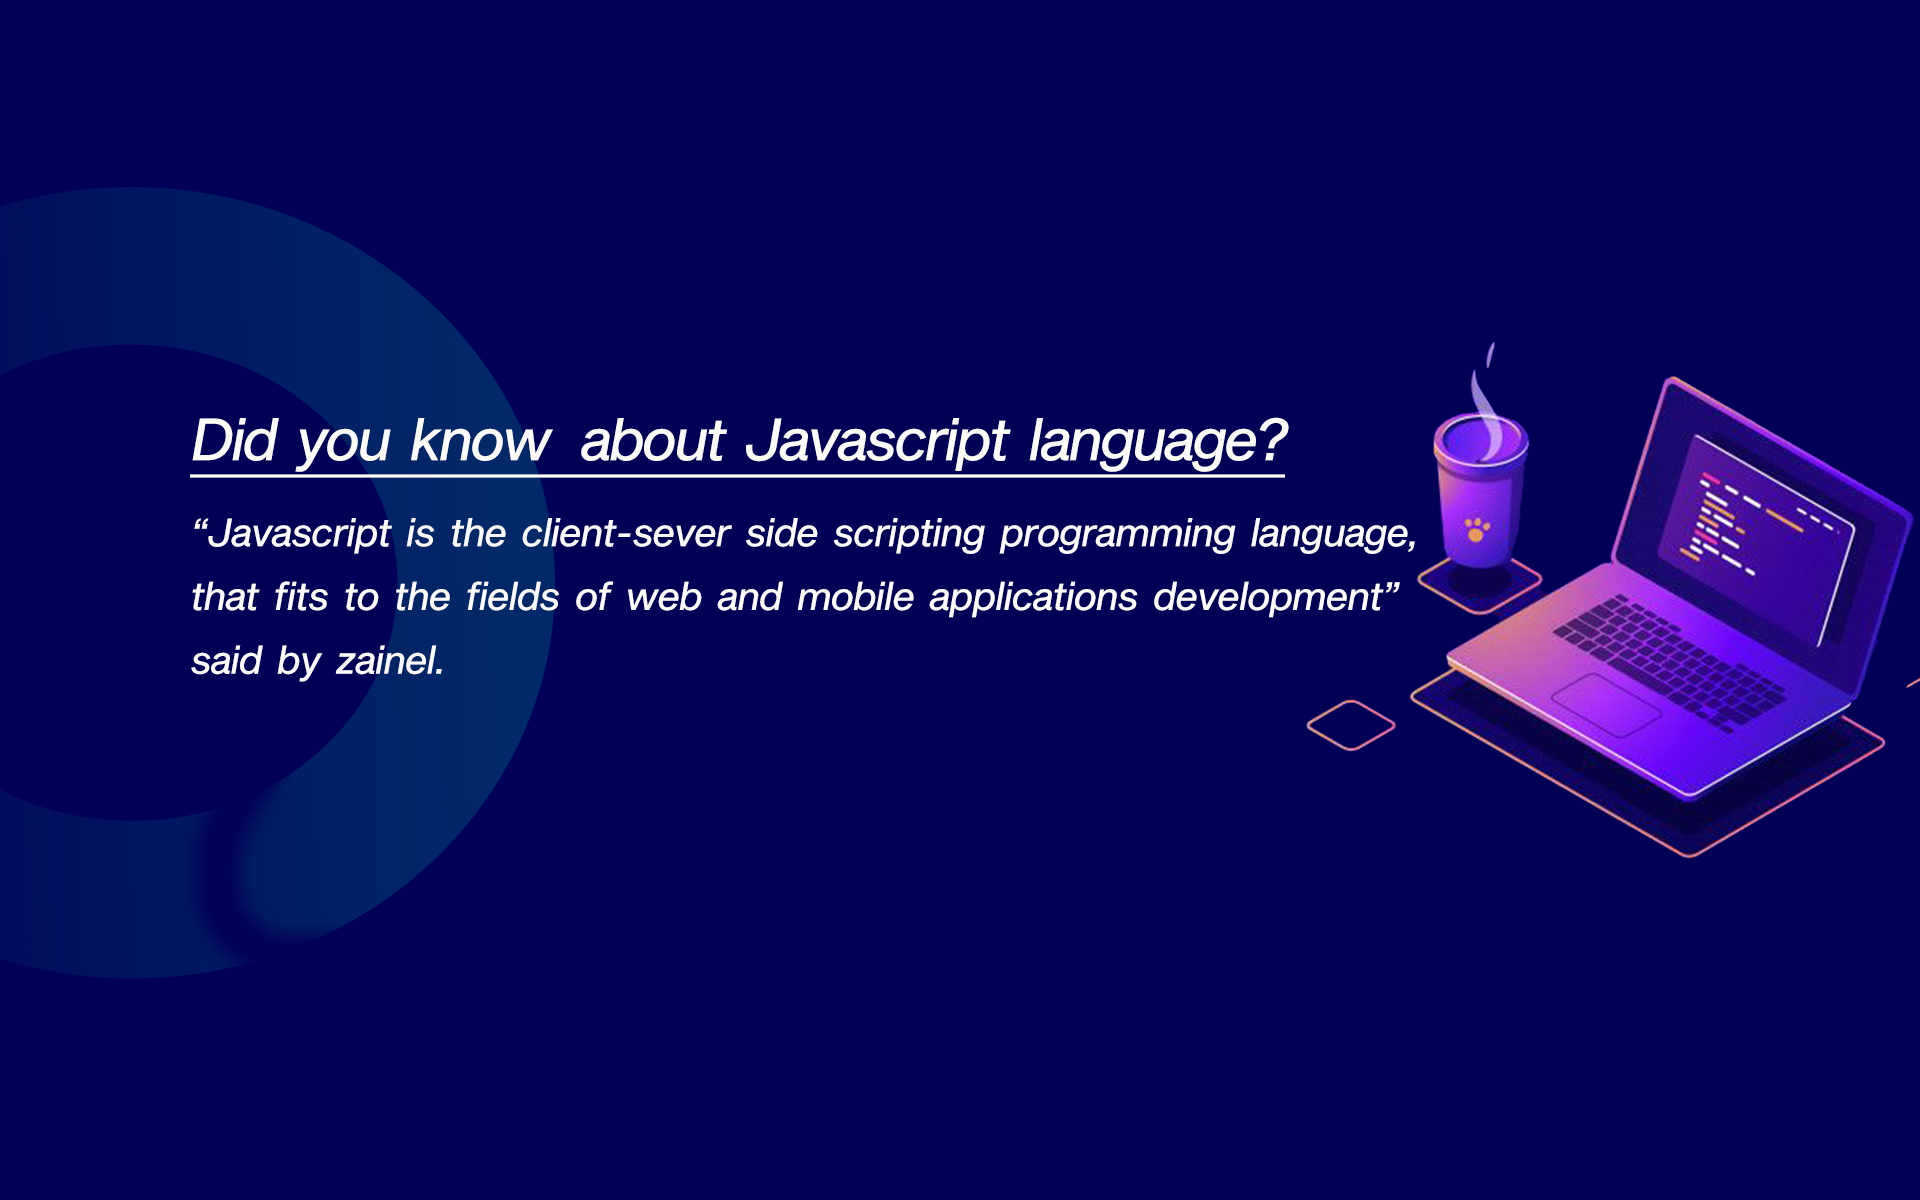 Did you know about Javascript language?
“Javascript is the client-sever side scripting programming language,
that fits to the fields of web and mobile applications development”
said by zainel.